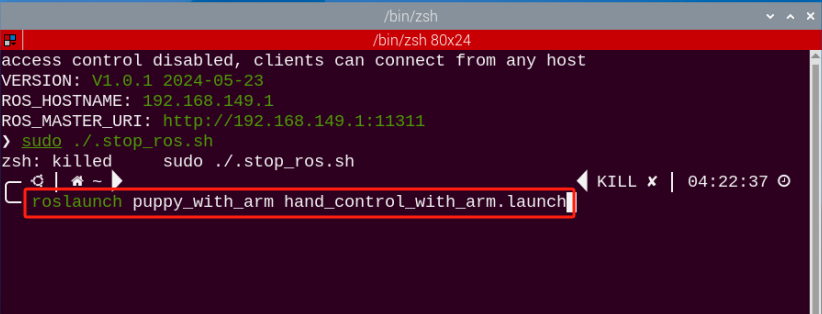 /bin/zsh
/bin/zsh 80x24
access control disabled, clients can connect from any host
VERSION: V1.0.1 2024-05-23
ROS_HOSTNAME: 192.168.149.1
ROS_MASTER_URI: http://192.168.149.1:11311
❯ sudo ./.stop_ros.sh
zsh: killed     sudo ./.stop_ros.sh
~ KILL ✘ | 04:22:37
roslaunch puppy_with_arm hand_control_with_arm.launch